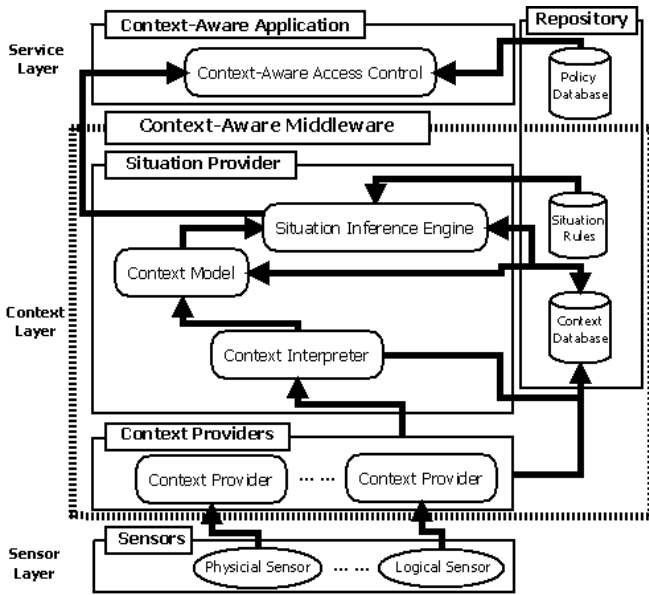 Context-Aware Application
Repository
Service
Layer
Context-Aware Access Control
Policy
Database
Context-Aware Middleware
Situation Provider
Situation Inference Engine
Situation
Rules
Context Model
Context
Layer
Context
Database
Context Interpreter
Context Providers
Context Provider
... ...
Context Provider
Sensors
Sensor
Layer
Physicial Sensor
... ...
Logical Sensor